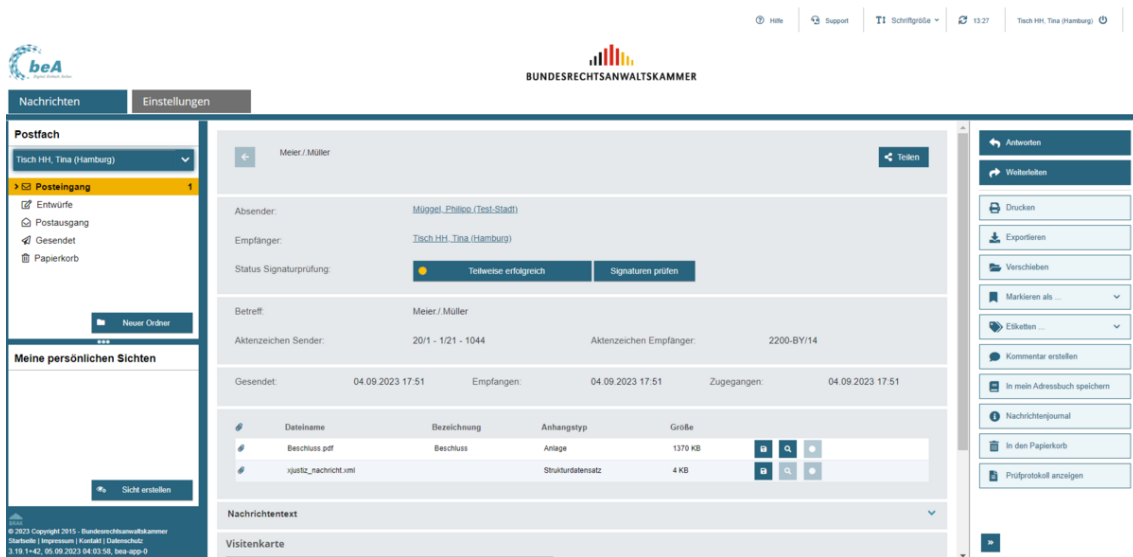 Hilfe Support Schriftgröße 13:27 Tisch HH, Tina (Hamburg)
beA
BUNDESRECHTSANWALTSKAMMER
Nachrichten Einstellungen
Postfach
Tisch HH, Tina (Hamburg)
Posteingang 1
Entwürfe
Postausgang
Gesendet
Papierkorb
Neuer Ordner
Meine persönlichen Sichten
Sicht erstellen
BRAK
© 2023 Copyright 2015 - Bundesrechtsanwaltskammer
Startseite | Impressum | Kontakt | Datenschutz
3.19.1+42, 05.09.2023 04:03:58, bea-app-0
Meier./.Müller
Teilen
Absender: Müggel, Philipp (Test-Stadt)
Empfänger: Tisch HH, Tina (Hamburg)
Status Signaturprüfung: Teilweise erfolgreich Signaturen prüfen
Betreff: Meier./.Müller
Aktenzeichen Sender: 20/1 - 1/21 - 1044 Aktenzeichen Empfänger: 2200-BY/14
Gesendet: 04.09.2023 17:51 Empfangen: 04.09.2023 17:51 Zugegangen: 04.09.2023 17:51
Dateiname Bezeichnung Anhangstyp Größe
Beschluss.pdf Beschluss Anlage 1370 KB
xjustiz_nachricht.xml Strukturdatensatz 4 KB
Nachrichtentext
Visitenkarte
Antworten
Weiterleiten
Drucken
Exportieren
Verschieben
Markieren als ...
Etiketten ...
Kommentar erstellen
In mein Adressbuch speichern
Nachrichtenjournal
In den Papierkorb
Prüfprotokoll anzeigen